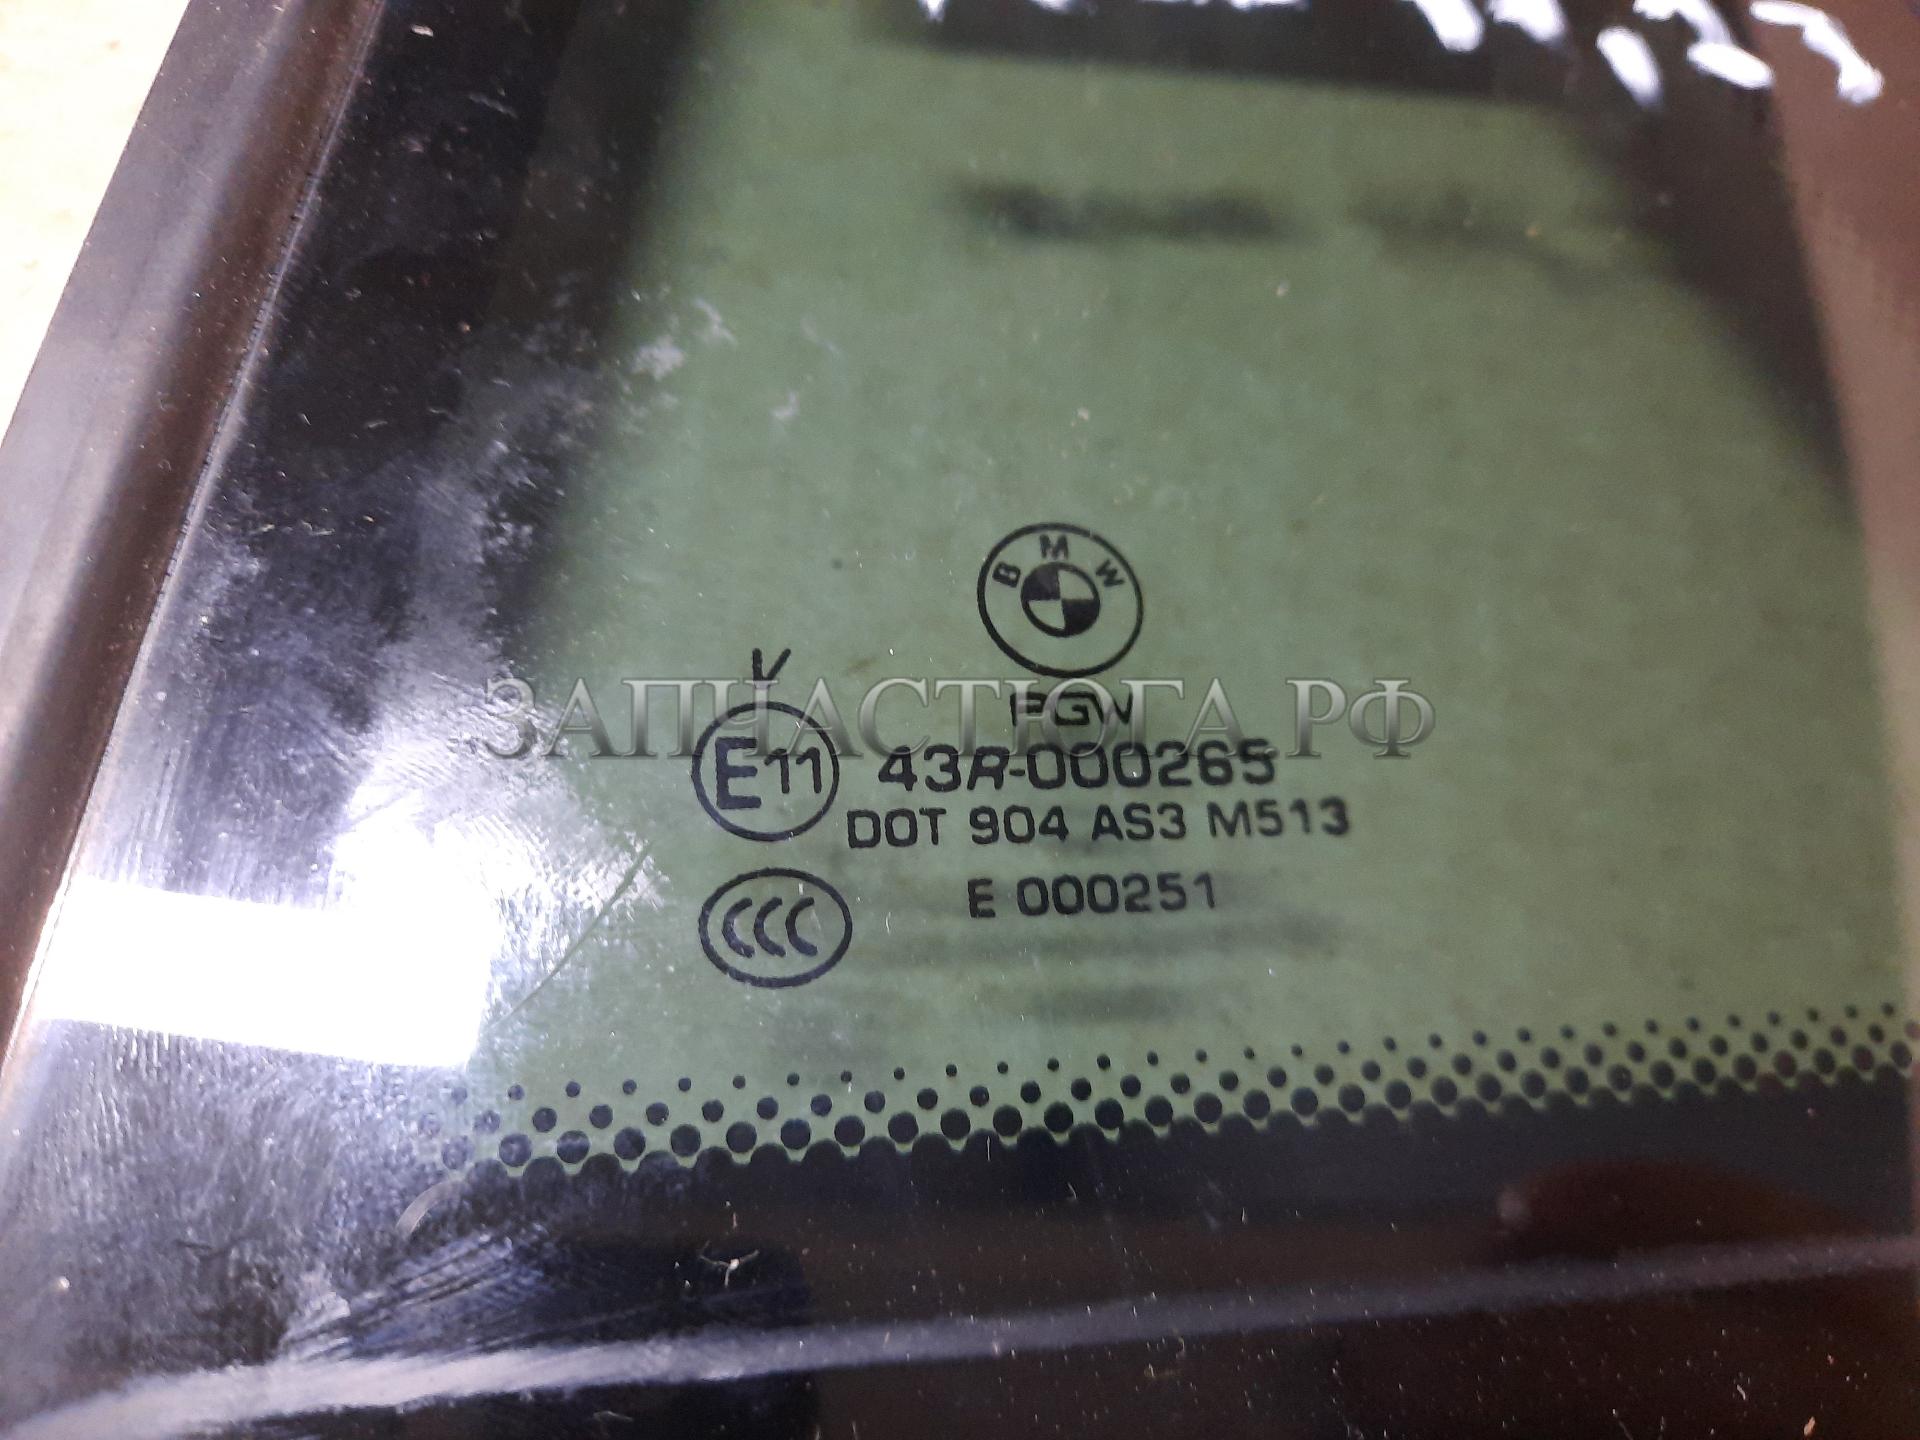 BMW
V
PGW
ЗАПЧАСТЮГА.РФ
E11 43R-000265
DOT 904 AS3 M513
CCC E 000251